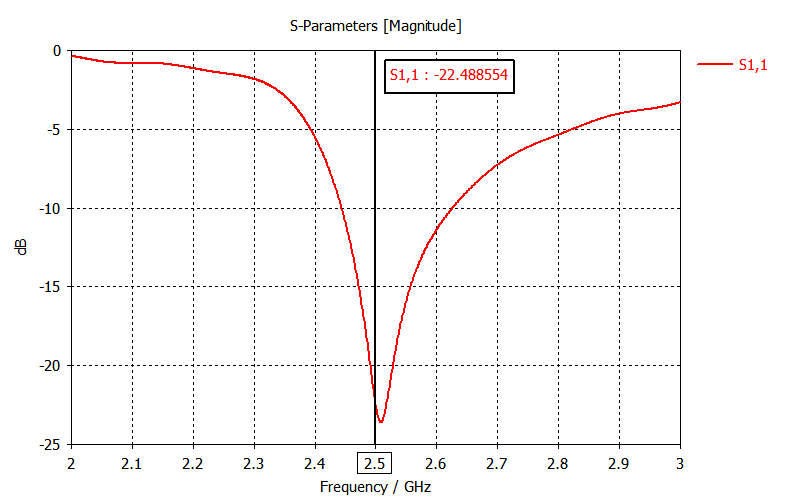 S-Parameters [Magnitude]
S1,1 : -22.488554
S1,1
0
-5
-10
-15
-20
-25
dB
2 2.1 2.2 2.3 2.4 2.5 2.6 2.7 2.8 2.9 3
Frequency / GHz